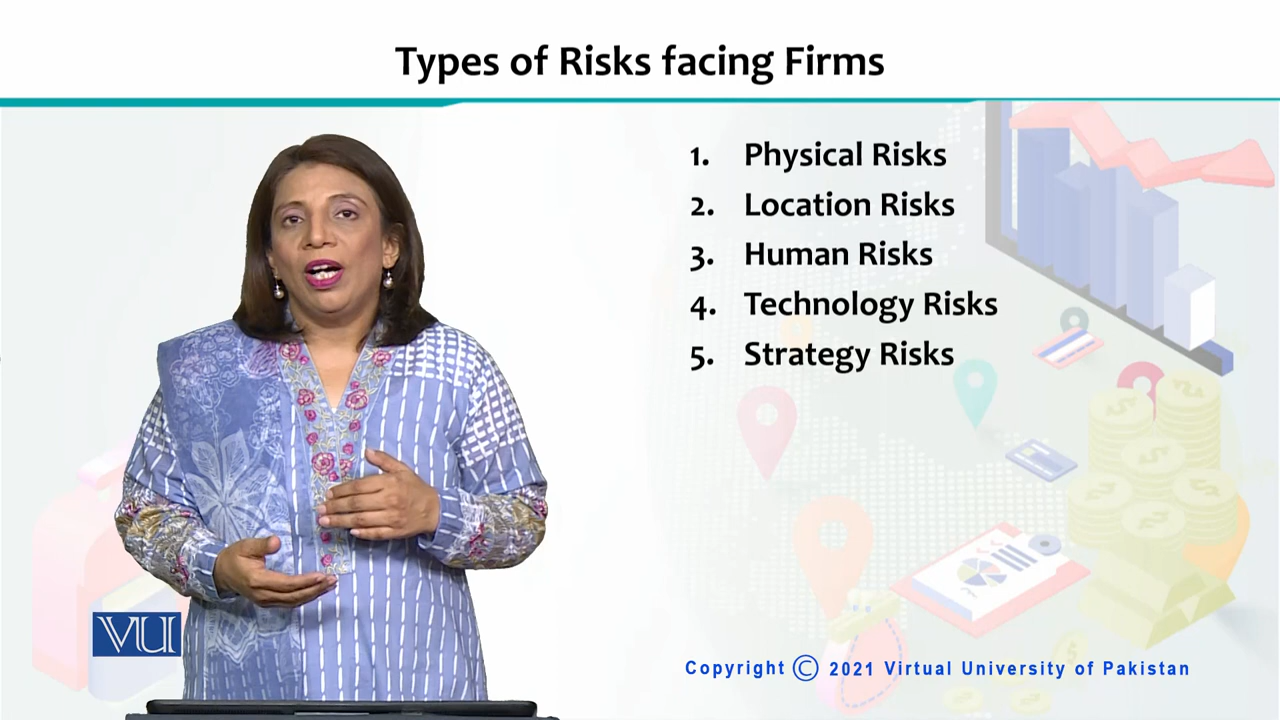 Types of Risks facing Firms
1. Physical Risks
2. Location Risks
3. Human Risks
4. Technology Risks
5. Strategy Risks
VU
Copyright © 2021 Virtual University of Pakistan